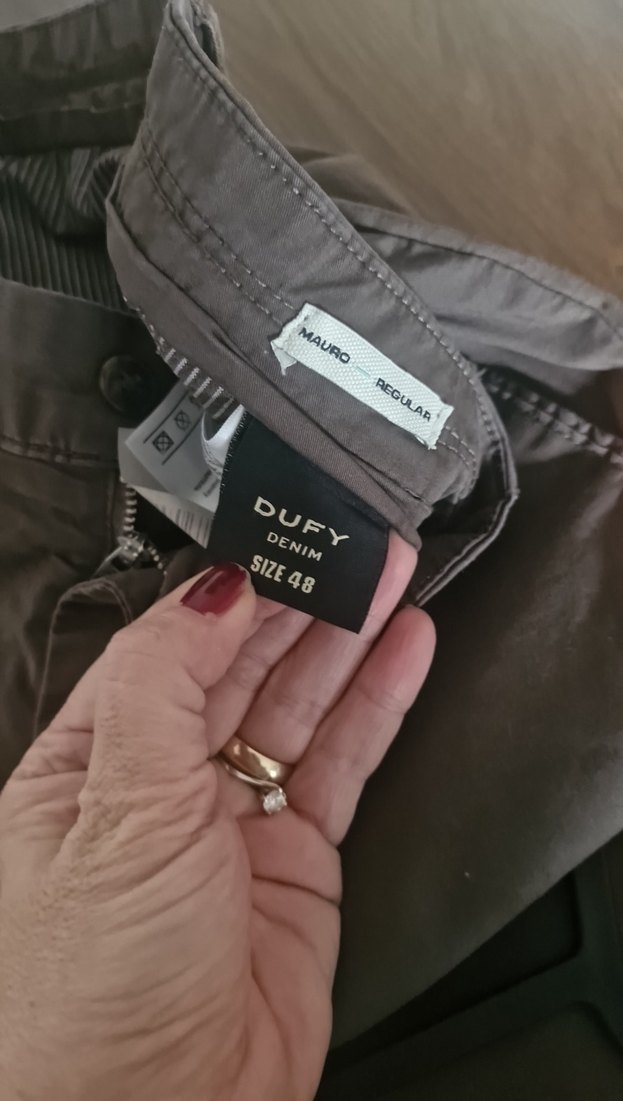 MAURO — REGULAR
DUFY
DENIM
SIZE 48